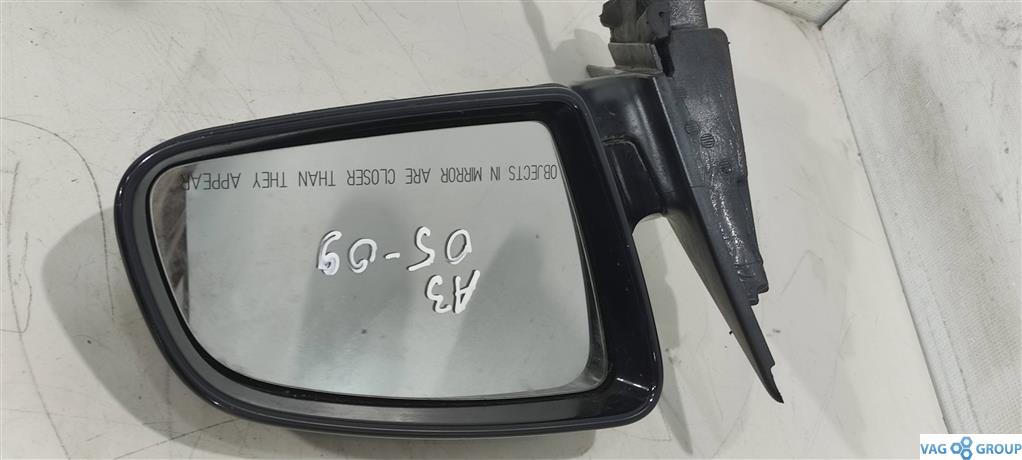 OBJECTS IN MIRROR ARE CLOSER THAN THEY APPEAR
A3
05-09
VAG GROUP